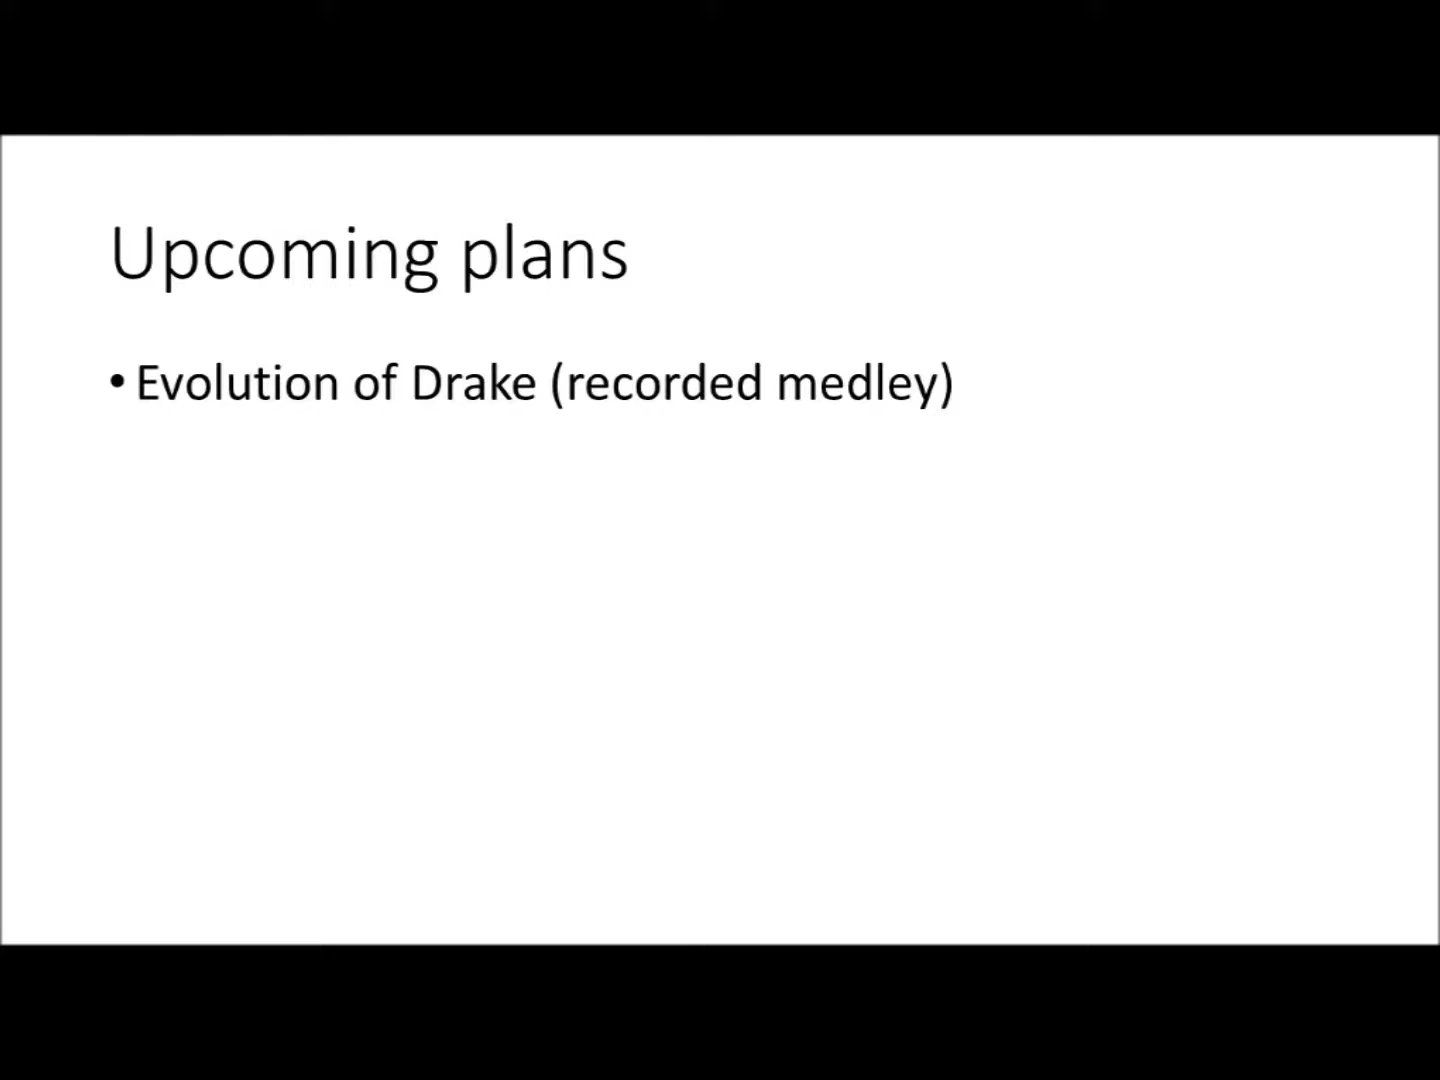 Upcoming plans
• Evolution of Drake (recorded medley)